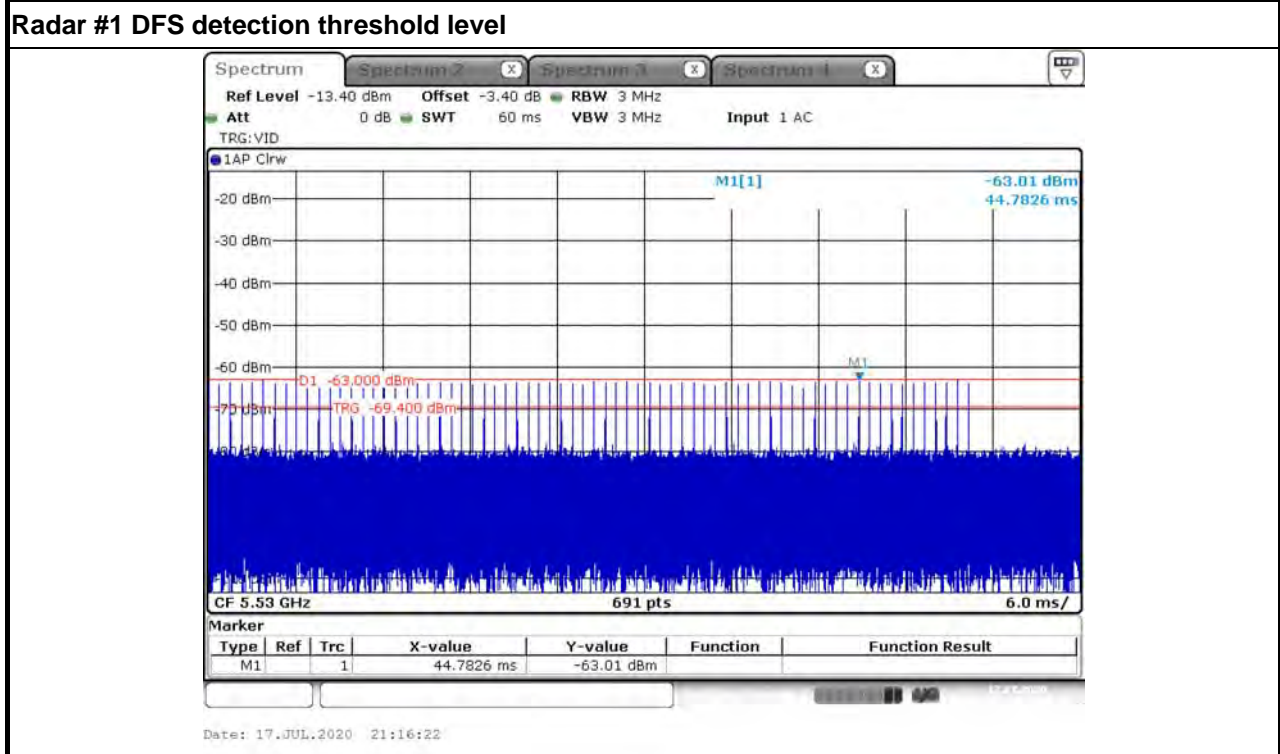 Radar #1 DFS detection threshold level
Spectrum Spectrum 2 X Spectrum 3 X Spectrum 4 X
Ref Level -13.40 dBm Offset -3.40 dB RBW 3 MHz
Att 0 dB SWT 60 ms VBW 3 MHz Input 1 AC
TRG:VID
1AP Clrw
M1[1] -63.01 dBm
44.7826 ms
-20 dBm
-30 dBm
-40 dBm
-50 dBm
M1
-60 dBm
D1 -63.000 dBm
-70 dBm
TRG -69.400 dBm
CF 5.53 GHz 691 pts 6.0 ms/
Marker
Type Ref Trc X-value Y-value Function Function Result
M1 1 44.7826 ms -63.01 dBm
Date: 17.JUL.2020 21:16:22